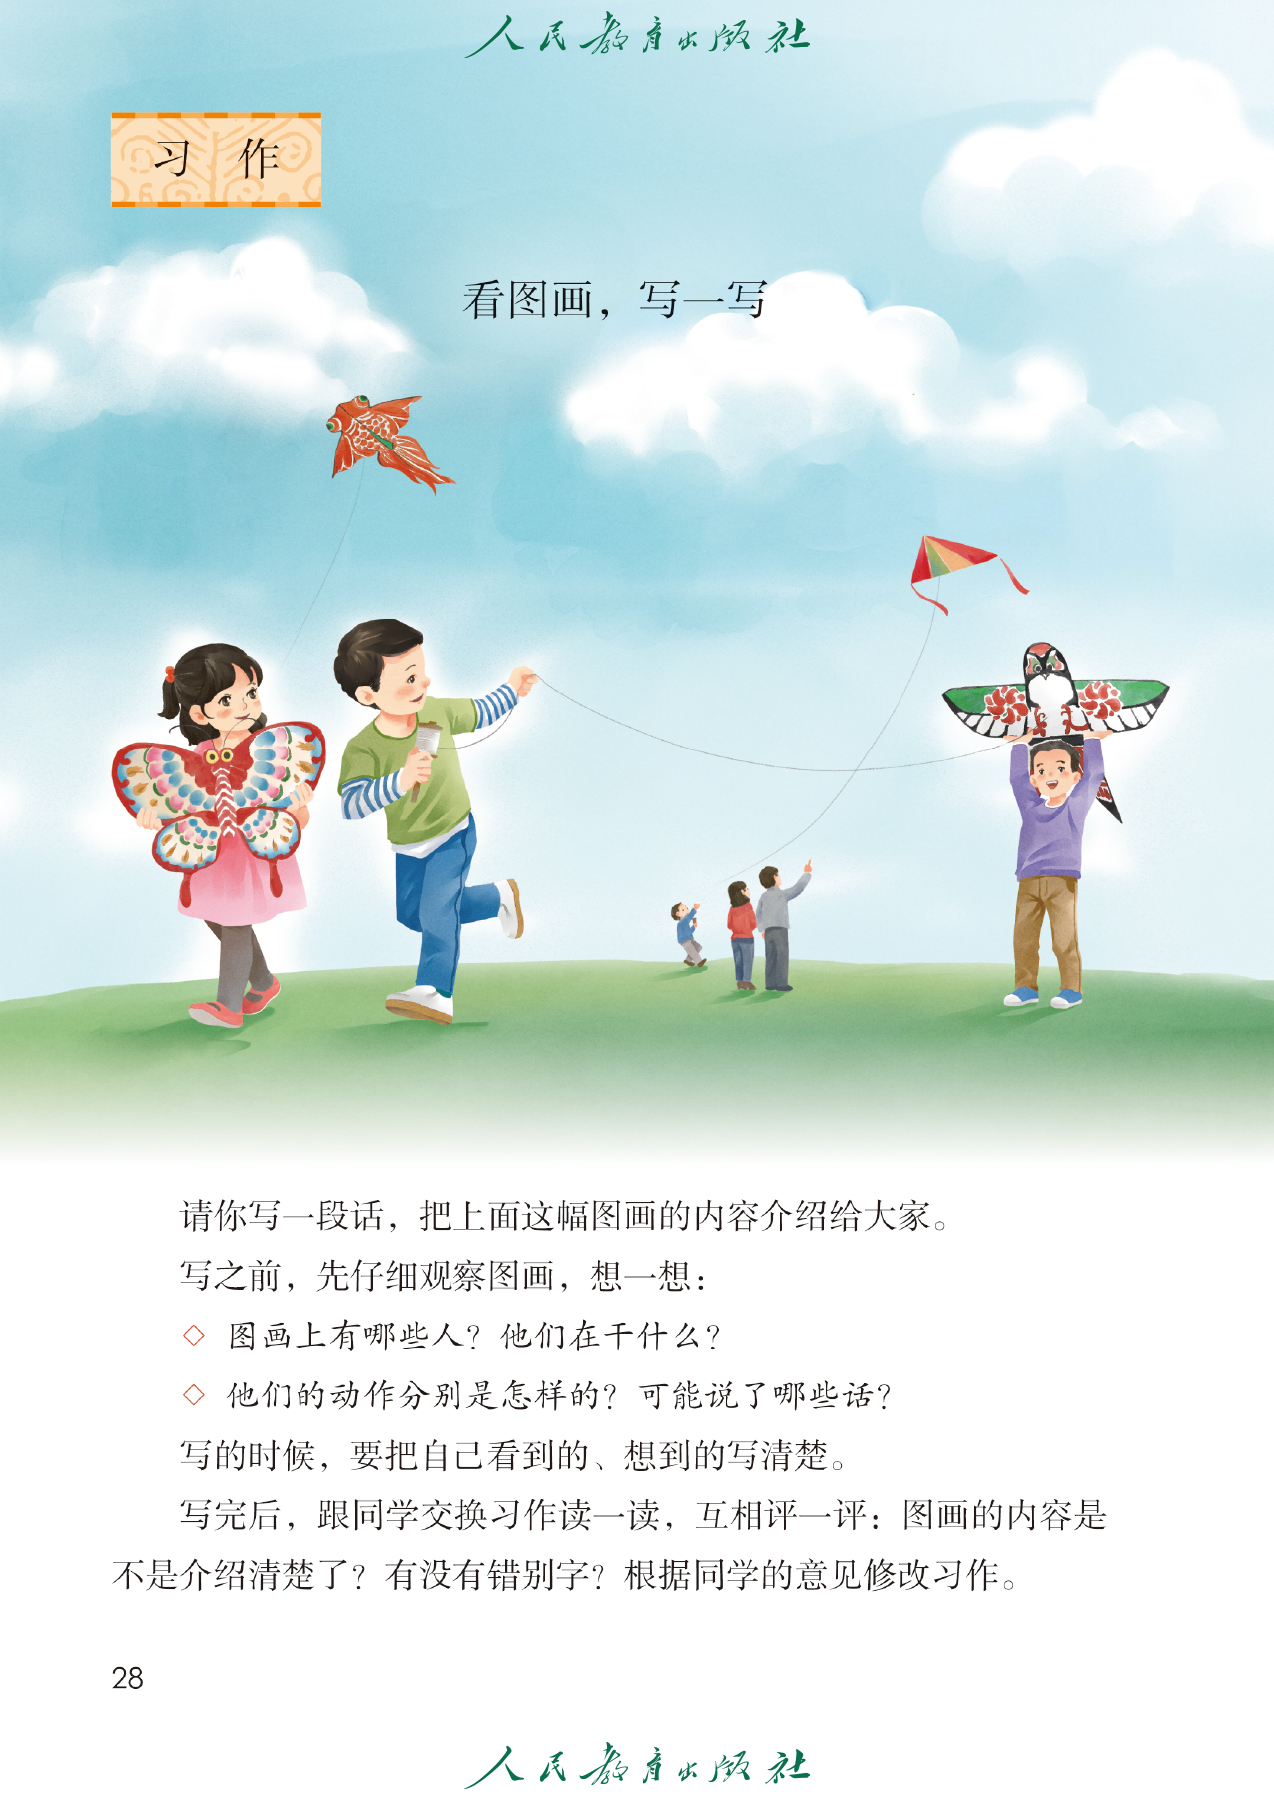 人民教育出版社
习 作
看图画，写一写
请你写一段话，把上面这幅图画的内容介绍给大家。
写之前，先仔细观察图画，想一想：
◇ 图画上有哪些人？他们在干什么？
◇ 他们的动作分别是怎样的？可能说了哪些话？
写的时候，要把自己看到的、想到的写清楚。
写完后，跟同学交换习作读一读，互相评一评：图画的内容是
不是介绍清楚了？有没有错别字？根据同学的意见修改习作。
28
人民教育出版社